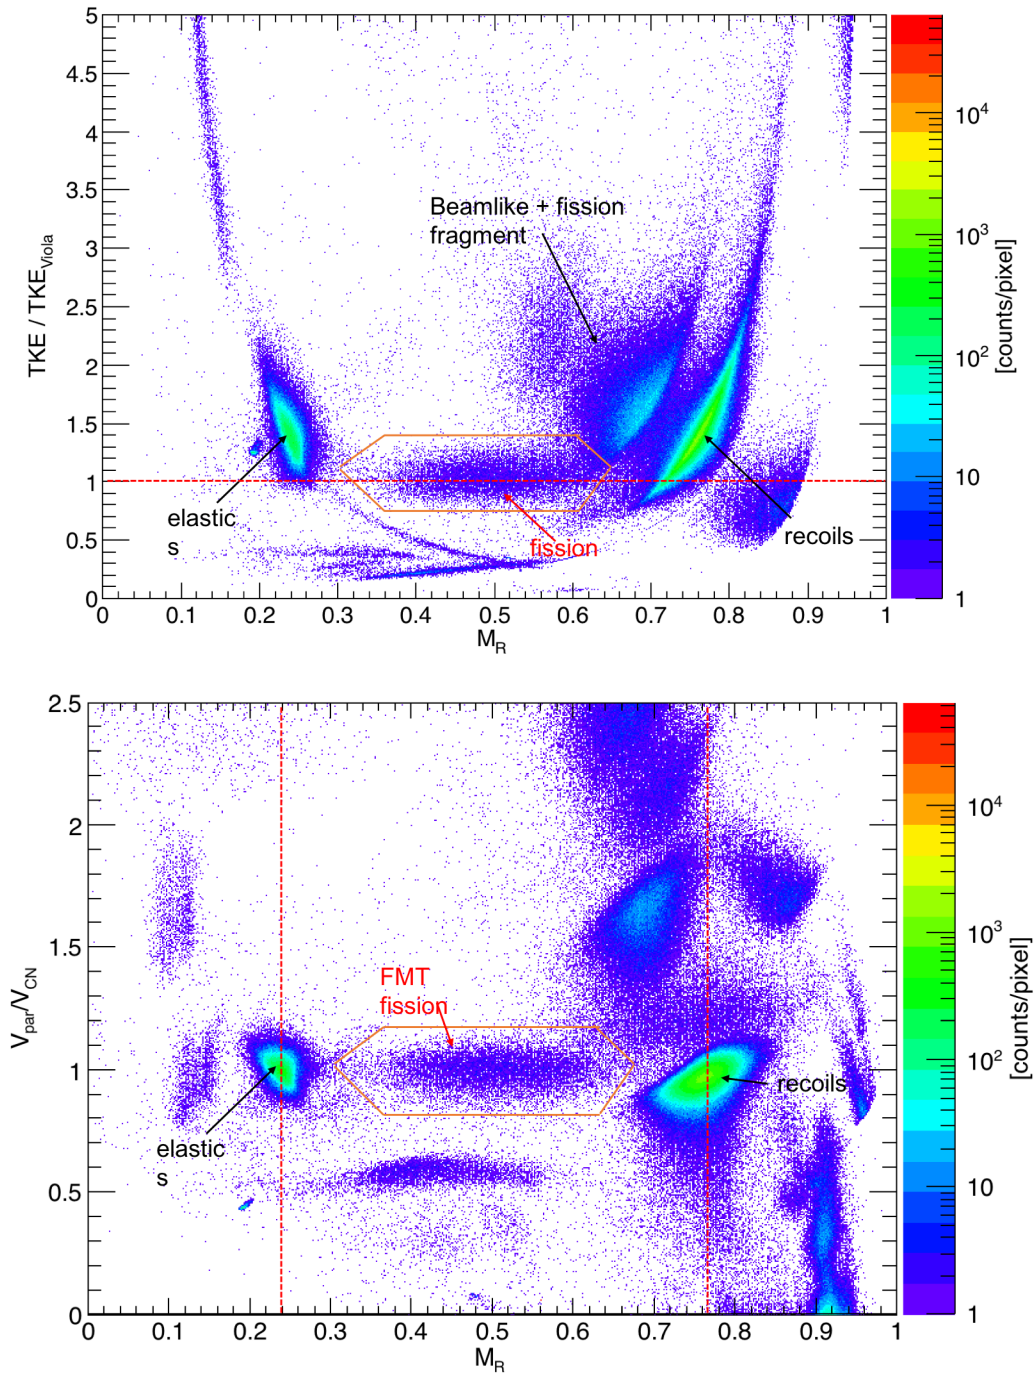 5
4.5
4
3.5
3
2.5
2
1.5
1
0.5
0
TKE / TKE_Viola
Beamlike + fission
fragment
elastic
s
fission
recoils
0 0.1 0.2 0.3 0.4 0.5 0.6 0.7 0.8 0.9 1
M_R
10^4
10^3
10^2
10
1
[counts/pixel]
2.5
2
1.5
1
0.5
0
V_par/V_CN
FMT
fission
elastic
s
recoils
0 0.1 0.2 0.3 0.4 0.5 0.6 0.7 0.8 0.9 1
M_R
10^4
10^3
10^2
10
1
[counts/pixel]